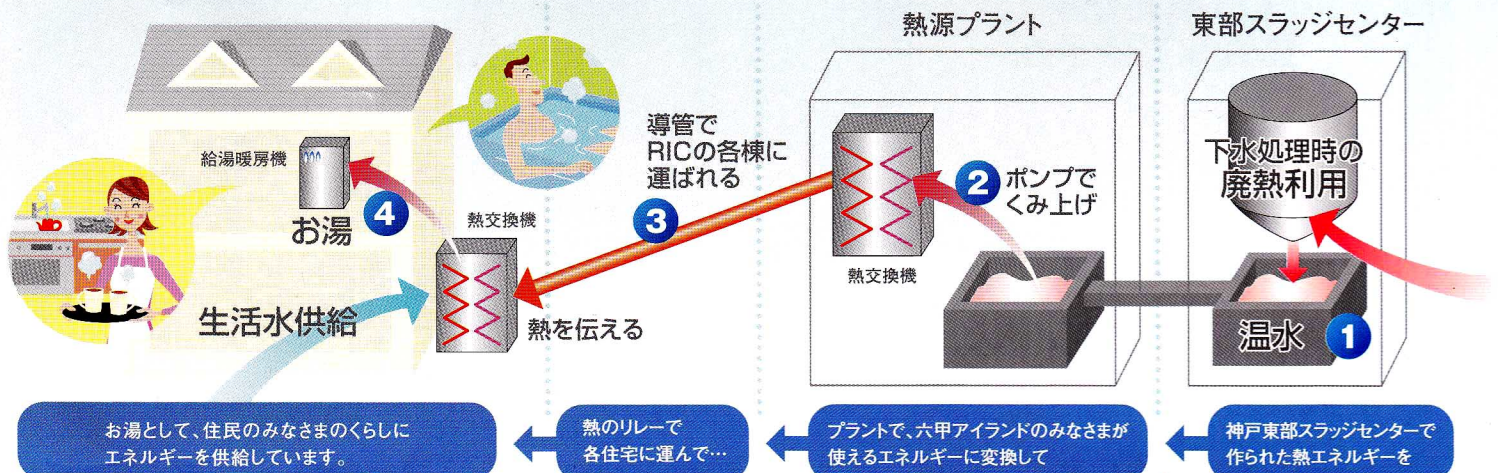 熱源プラント
東部スラッジセンター
給湯暖房機
お湯
4
生活水供給
熱交換機
熱を伝える
導管で
RICの各棟に
運ばれる
3
熱交換機
2
ポンプで
くみ上げ
下水処理時の
廃熱利用
温水
1
お湯として、住民のみなさまのくらしに
エネルギーを供給しています。
熱のリレーで
各住宅に運んで…
プラントで、六甲アイランドのみなさまが
使えるエネルギーに変換して
神戸東部スラッジセンターで
作られた熱エネルギーを